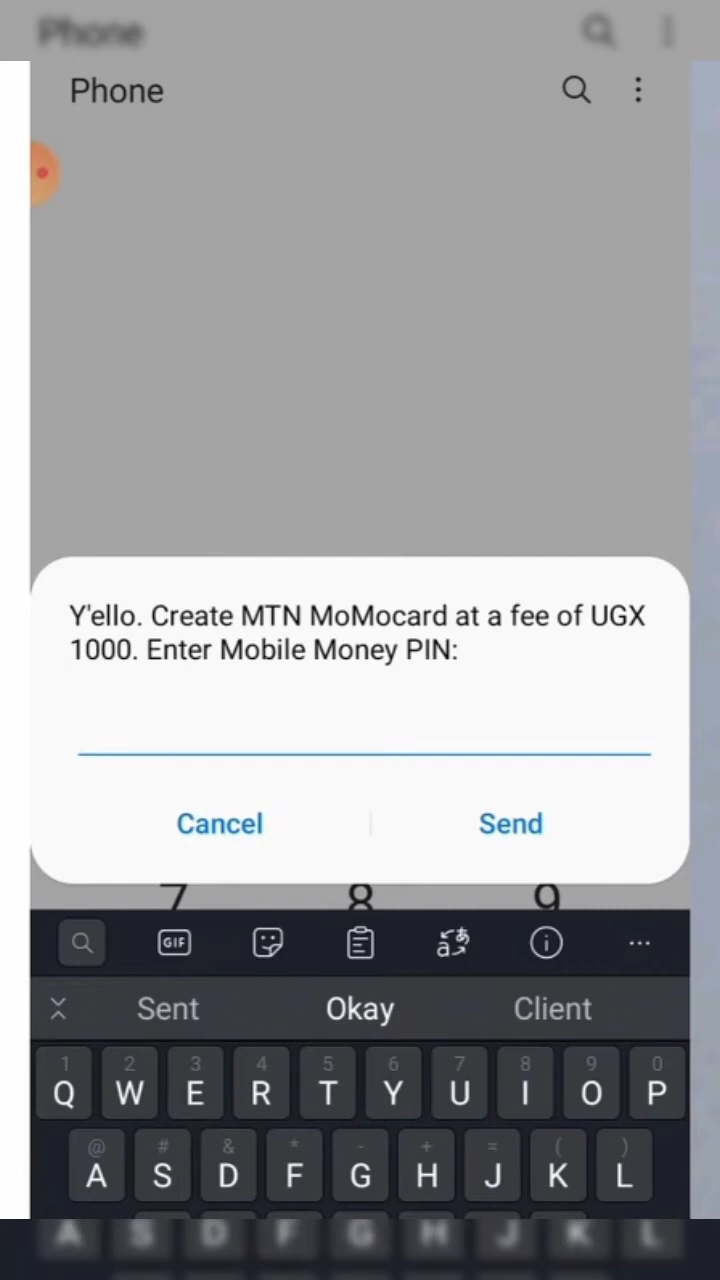 Phone
Phone
Y'ello. Create MTN MoMocard at a fee of UGX
1000. Enter Mobile Money PIN:
Cancel
Send
7 8 9
GIF
Sent
Okay
Client
1 2 3 4 5 6 7 8 9 0
Q W E R T Y U I O P
@ # & * - + = ( )
A S D F G H J K L
A S D F G H J K L